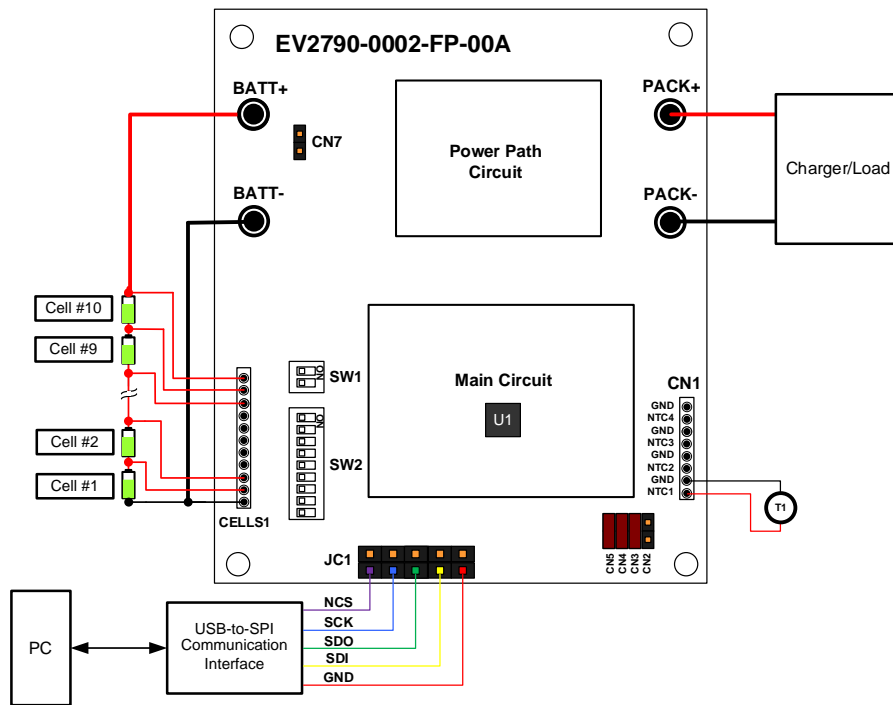 EV2790-0002-FP-00A
BATT+
PACK+
CN7
Power Path
Circuit
Charger/Load
BATT-
PACK-
Cell #10
Cell #9
Cell #2
Cell #1
CELLS1
ON
SW1
ON
SW2
Main Circuit
U1
CN1
GND
NTC4
GND
NTC3
GND
NTC2
GND
NTC1
T1
CN5
CN4
CN3
CN2
JC1
NCS
SCK
SDO
SDI
GND
USB-to-SPI
Communication
Interface
PC